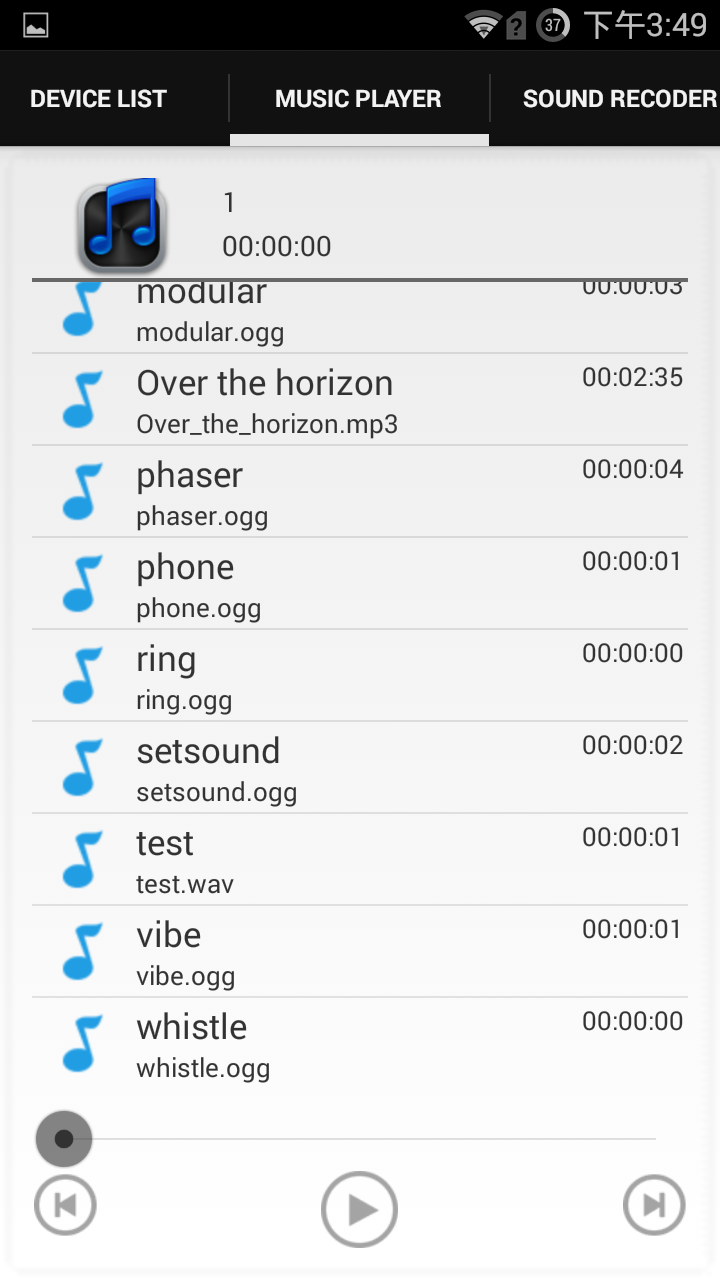 37 下午3:49
DEVICE LIST MUSIC PLAYER SOUND RECODER
1
00:00:00
modular 00:00:03
modular.ogg
Over the horizon 00:02:35
Over_the_horizon.mp3
phaser 00:00:04
phaser.ogg
phone 00:00:01
phone.ogg
ring 00:00:00
ring.ogg
setsound 00:00:02
setsound.ogg
test 00:00:01
test.wav
vibe 00:00:01
vibe.ogg
whistle 00:00:00
whistle.ogg